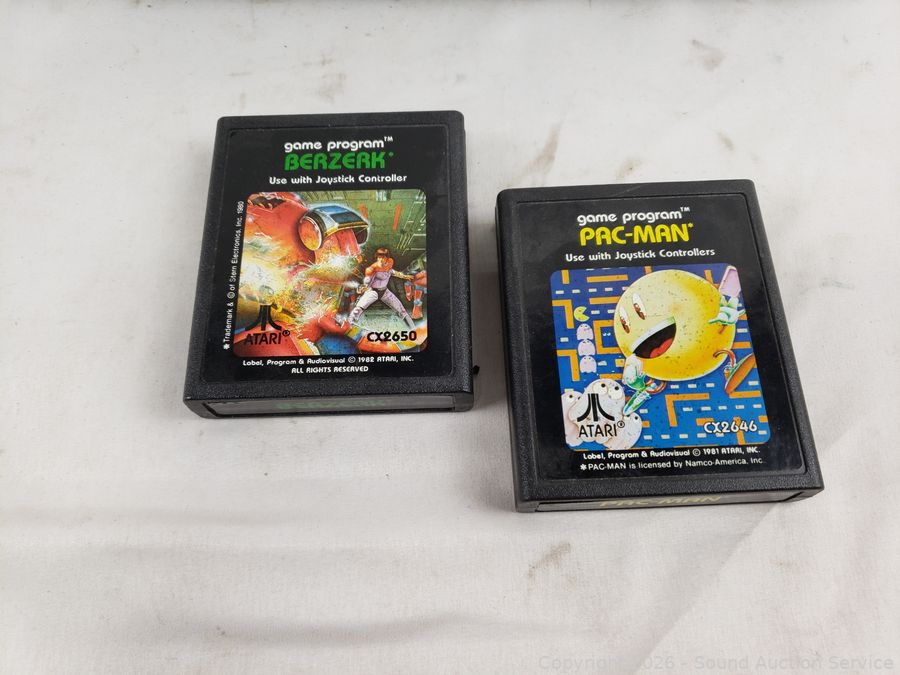 game program™
BERZERK*
Use with Joystick Controller
* Trademark & © of Stern Electronics, Inc. 1980
ATARI®
CX2650
Label, Program & Audiovisual © 1982 ATARI, INC.
ALL RIGHTS RESERVED
BERZERK
game program™
PAC-MAN*
Use with Joystick Controllers
ATARI®
CX2646
Label, Program & Audiovisual © 1981 ATARI, INC.
* PAC-MAN is licensed by Namco-America, Inc.
PAC-MAN
Copyright 2026 - Sound Auction Service